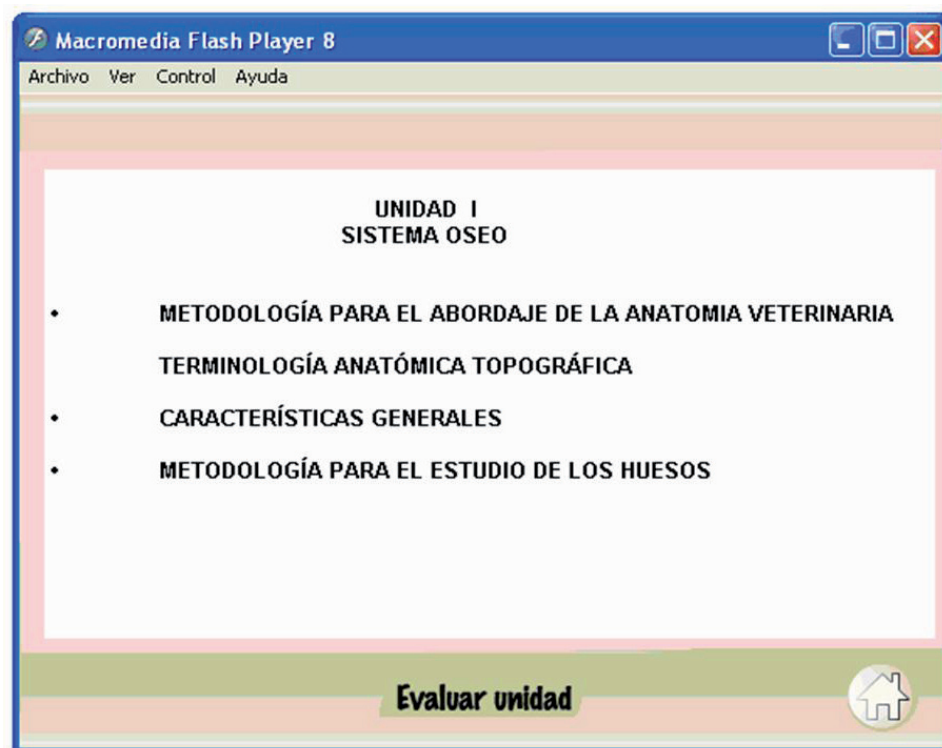 Macromedia Flash Player 8
Archivo Ver Control Ayuda
UNIDAD I
SISTEMA OSEO
• METODOLOGÍA PARA EL ABORDAJE DE LA ANATOMIA VETERINARIA
TERMINOLOGÍA ANATÓMICA TOPOGRÁFICA
• CARACTERÍSTICAS GENERALES
• METODOLOGÍA PARA EL ESTUDIO DE LOS HUESOS
Evaluar unidad